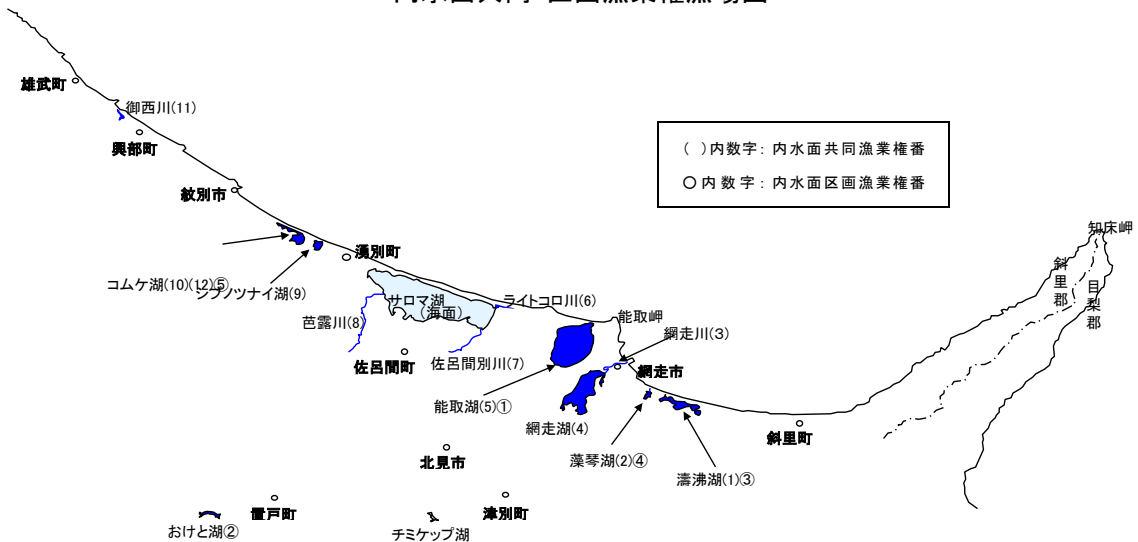 雄武町
御西川(11)
興部町
( )内数字：内水面共同漁業権番
○内数字：内水面区画漁業権番
紋別市
知床岬
湧別町
斜里郡
目梨郡
コムケ湖(10)(12)⑤
シブノツナイ湖(9)
サロマ湖
(海面)
ライトコロ川(6)
芭露川(8)
能取岬
網走川(3)
佐呂間町
佐呂間別川(7)
網走市
能取湖(5)①
網走湖(4)
斜里町
北見市
藻琴湖(2)④
濤沸湖(1)③
置戸町
津別町
おけと湖②
チミケップ湖